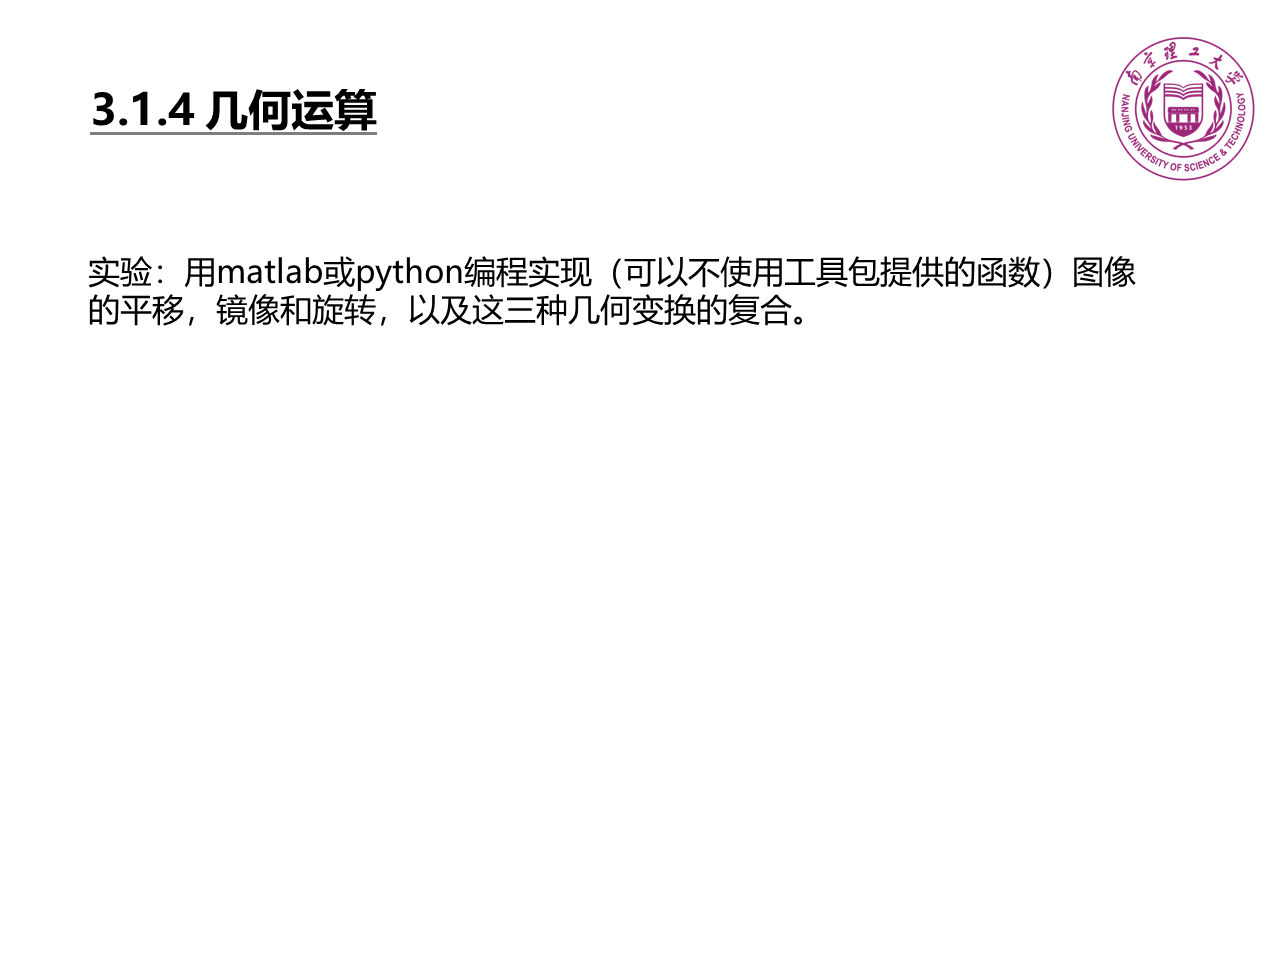 3.1.4 几何运算
南京理工大学
NANJING UNIVERSITY OF SCIENCE & TECHNOLOGY
1953
实验：用matlab或python编程实现（可以不使用工具包提供的函数）图像
的平移，镜像和旋转，以及这三种几何变换的复合。